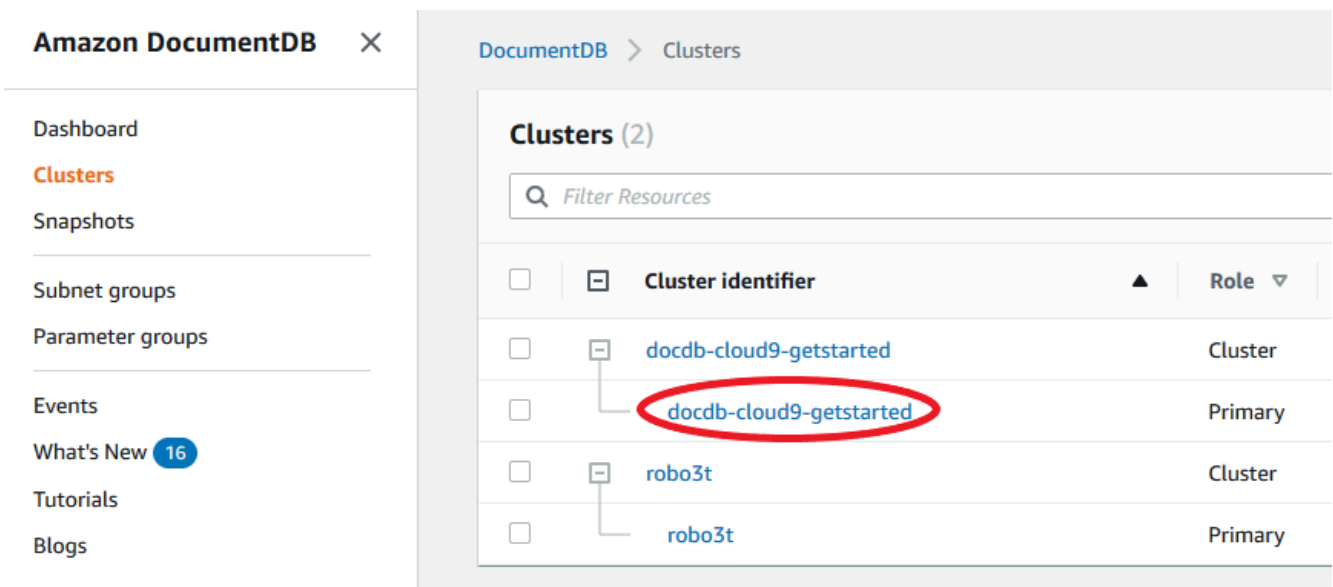 Amazon DocumentDB
Dashboard
Clusters
Snapshots
Subnet groups
Parameter groups
Events
What's New 16
Tutorials
Blogs
DocumentDB > Clusters
Clusters (2)
Filter Resources
Cluster identifier Role
docdb-cloud9-getstarted Cluster
docdb-cloud9-getstarted Primary
robo3t Cluster
robo3t Primary